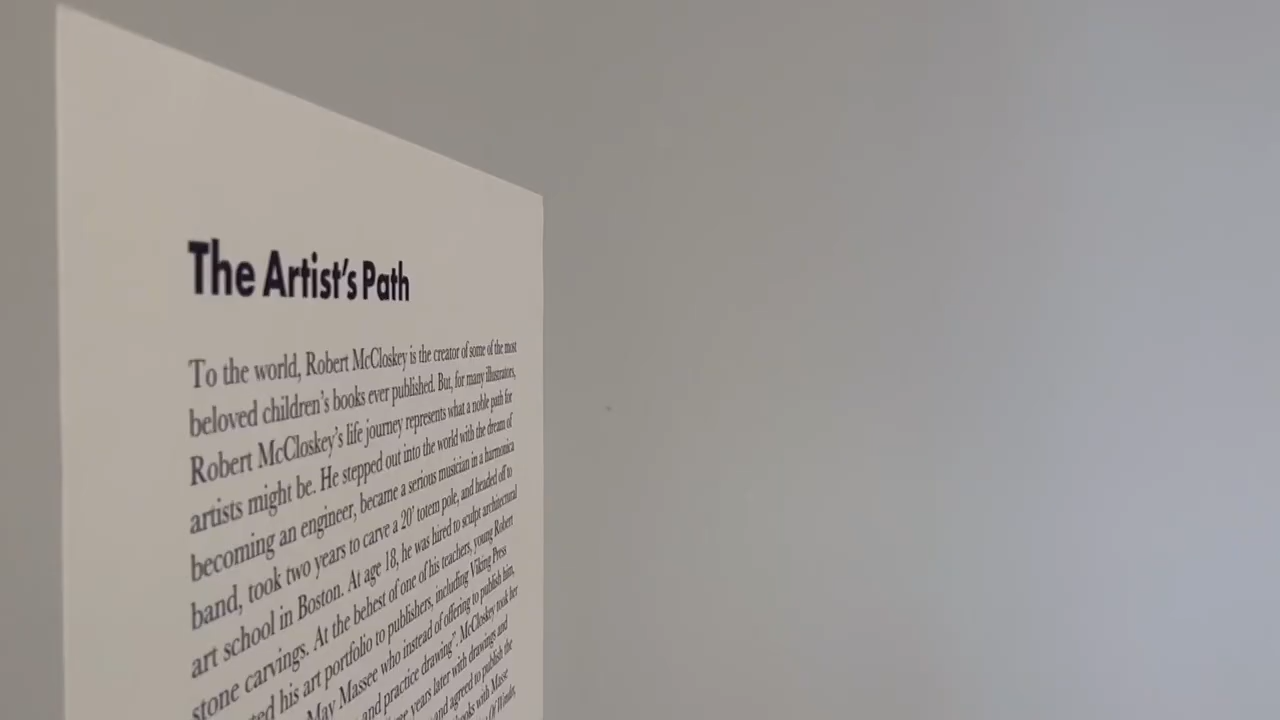 The Artist's Path
To the world, Robert McCloskey is the creator of some of the most
beloved children's books ever published. But, for many illustrators,
Robert McCloskey's life journey represents what a noble path for
artists might be. He stepped out into the world with the dream of
becoming an engineer, became a serious musician in a harmonica
band, took two years to carve a 20' totem pole, and headed off to
art school in Boston. At age 18, he was hired to sculpt architectural
stone carvings. At the behest of one of his teachers, young Robert
his art portfolio to publishers, including Viking Press
May Massee who instead of offering to publish him,
and practice drawing". McCloskey took her
years later with drawings and
and agreed to publish the
with Masse
Of Wonder,